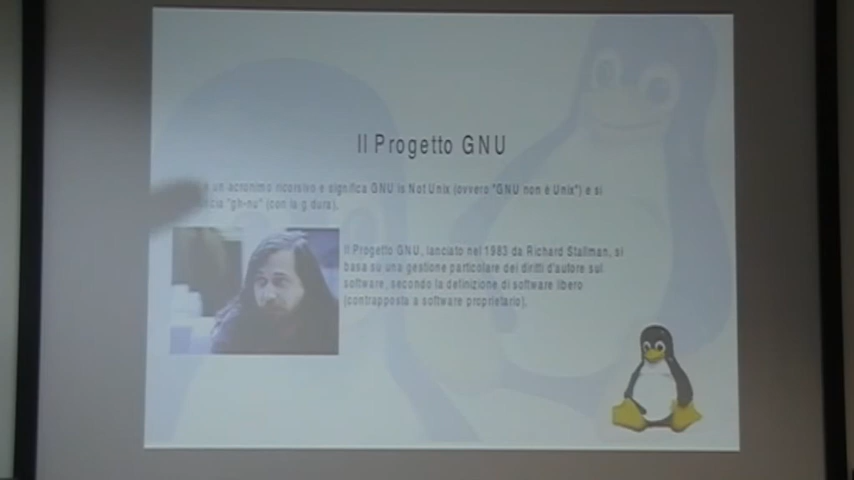 Il Progetto GNU
un acronimo ricorsivo e significa GNU is Not Unix (ovvero "GNU non è Unix") e si
"gh-nu" (con la g dura).
Il Progetto GNU, lanciato nel 1983 da Richard Stallman, si
basa su una gestione particolare dei diritti d'autore sul
software, secondo la definizione di software libero
(contrapposta a software proprietario).